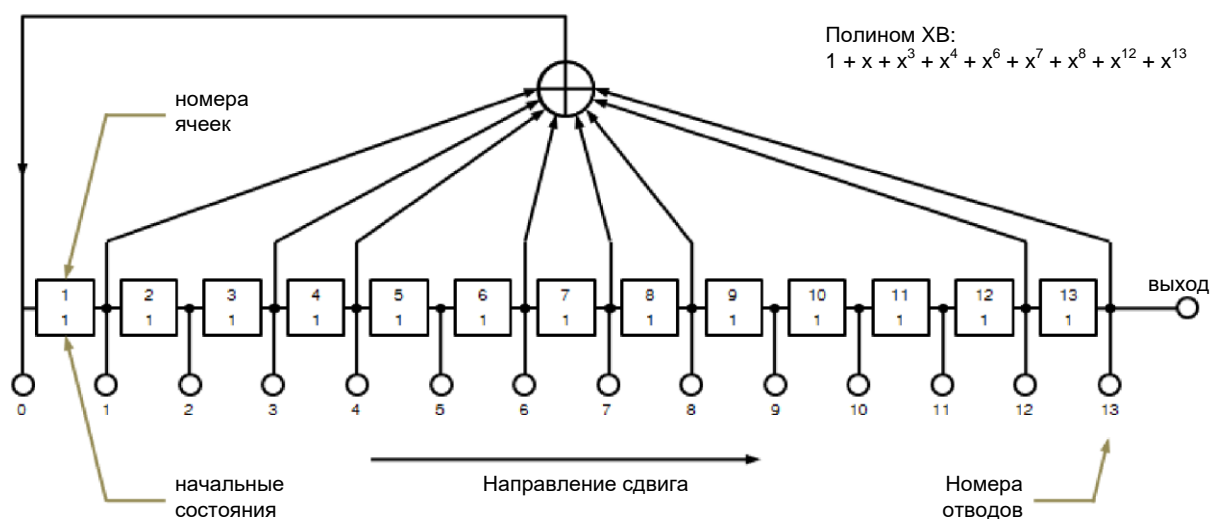 Полином XB:
1 + x + x³ + x⁴ + x⁶ + x⁷ + x⁸ + x¹² + x¹³
номера
ячеек
1 2 3 4 5 6 7 8 9 10 11 12 13
1 1 1 1 1 1 1 1 1 1 1 1 1
выход
0 1 2 3 4 5 6 7 8 9 10 11 12 13
начальные
состояния
Направление сдвига
Номера
отводов